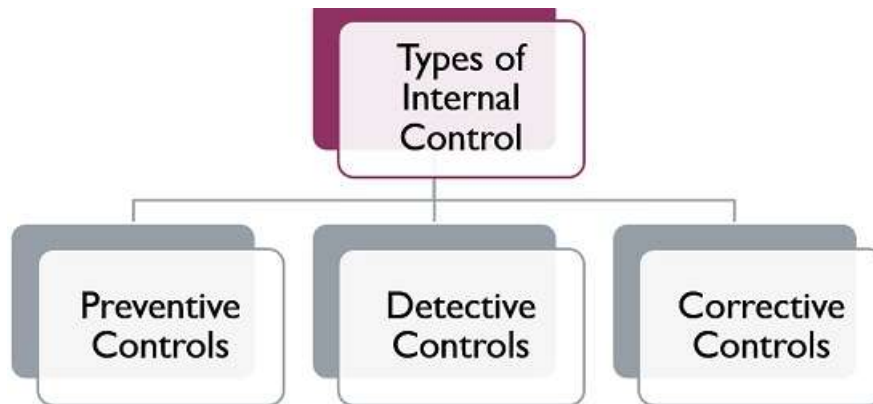 Types of
Internal
Control
Preventive
Controls
Detective
Controls
Corrective
Controls